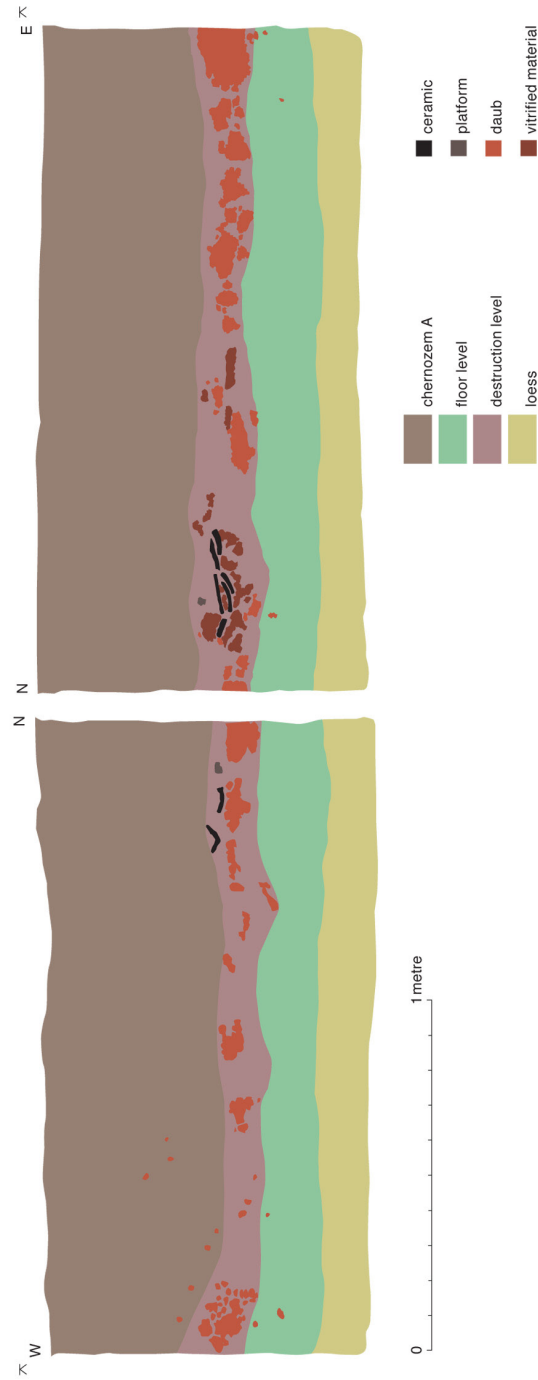 W
N
N
E
0
1 metre
chernozem A
floor level
destruction level
loess
ceramic
platform
daub
vitrified material